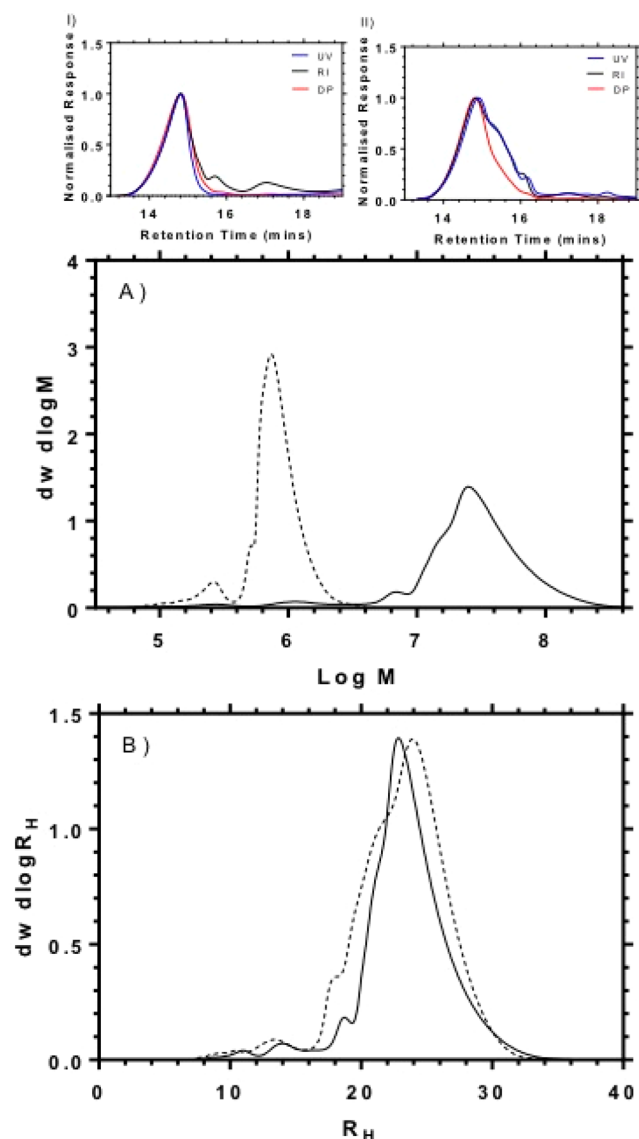 I)
II)
1.5
1.0
0.5
0.0
Normalised Response
UV
RI
DP
14
16
18
Retention Time (mins)
1.5
1.0
0.5
0.0
Normalised Response
UV
RI
DP
14
16
18
Retention Time (mins)
A)
4
3
2
1
0
dw dlogM
5
6
7
8
Log M
B)
1.5
1.0
0.5
0.0
dw dlogRH
0
10
20
30
40
RH